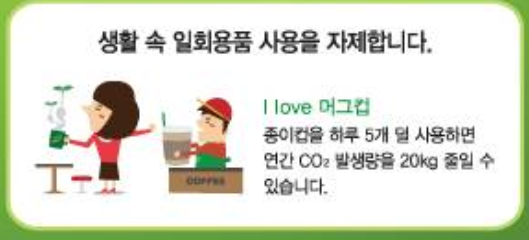 생활 속 일회용품 사용을 자제합니다.
I love 머그컵
종이컵을 하루 5개 덜 사용하면
연간 CO₂ 발생량을 20kg 줄일 수
있습니다.
COFFEE